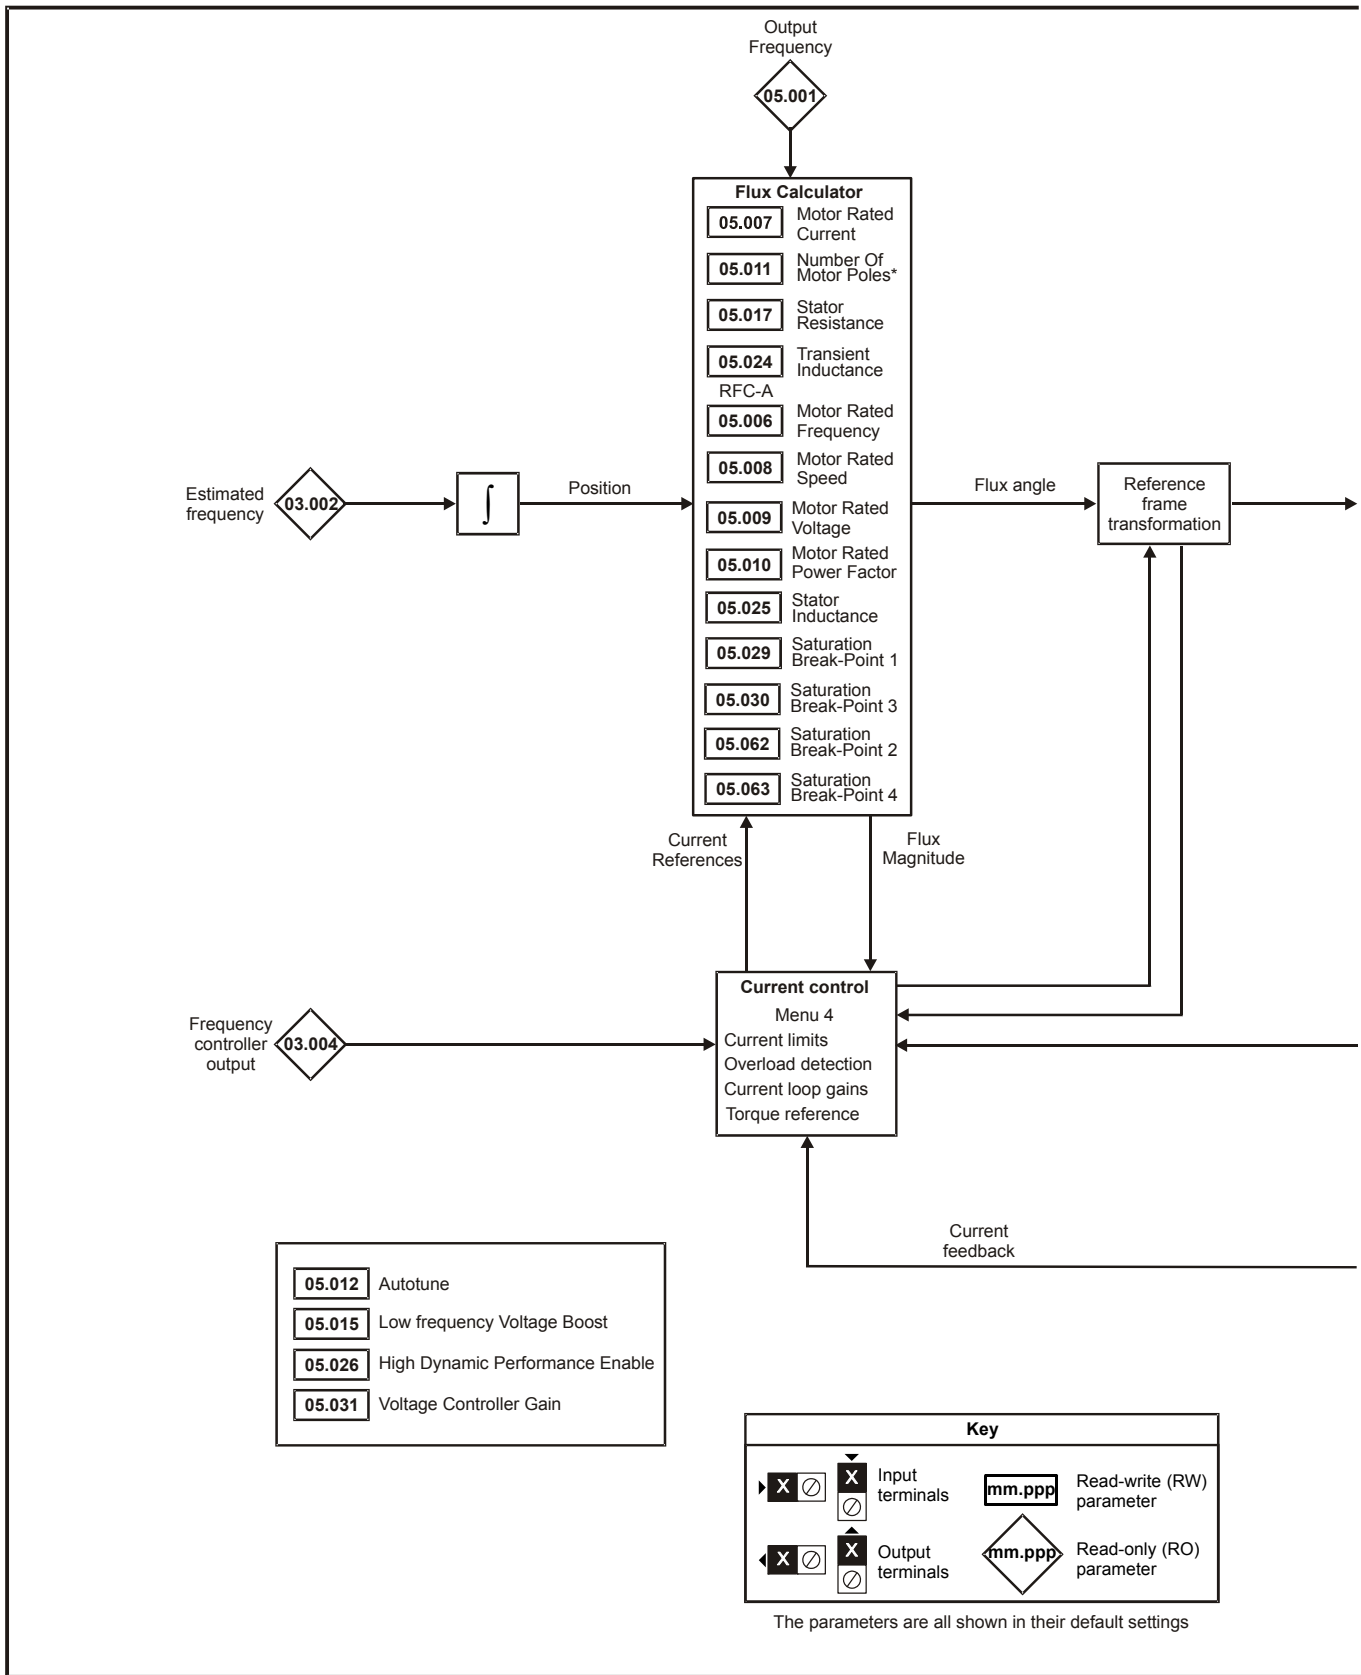 Output
Frequency
05.001
Flux Calculator
05.007
Motor Rated
Current
05.011
Number Of
Motor Poles*
05.017
Stator
Resistance
05.024
Transient
Inductance
RFC-A
05.006
Motor Rated
Frequency
05.008
Motor Rated
Speed
05.009
Motor Rated
Voltage
05.010
Motor Rated
Power Factor
05.025
Stator
Inductance
05.029
Saturation
Break-Point 1
05.030
Saturation
Break-Point 3
05.062
Saturation
Break-Point 2
05.063
Saturation
Break-Point 4
Estimated
frequency
03.002
∫
Position
Flux angle
Reference
frame
transformation
Current
References
Flux
Magnitude
Current control
Menu 4
Current limits
Overload detection
Current loop gains
Torque reference
Frequency
controller
output
03.004
Current
feedback
05.012 Autotune
05.015 Low frequency Voltage Boost
05.026 High Dynamic Performance Enable
05.031 Voltage Controller Gain
Key
X
X
Input
terminals
mm.ppp
Read-write (RW)
parameter
X
X
Output
terminals
mm.ppp
Read-only (RO)
parameter
The parameters are all shown in their default settings